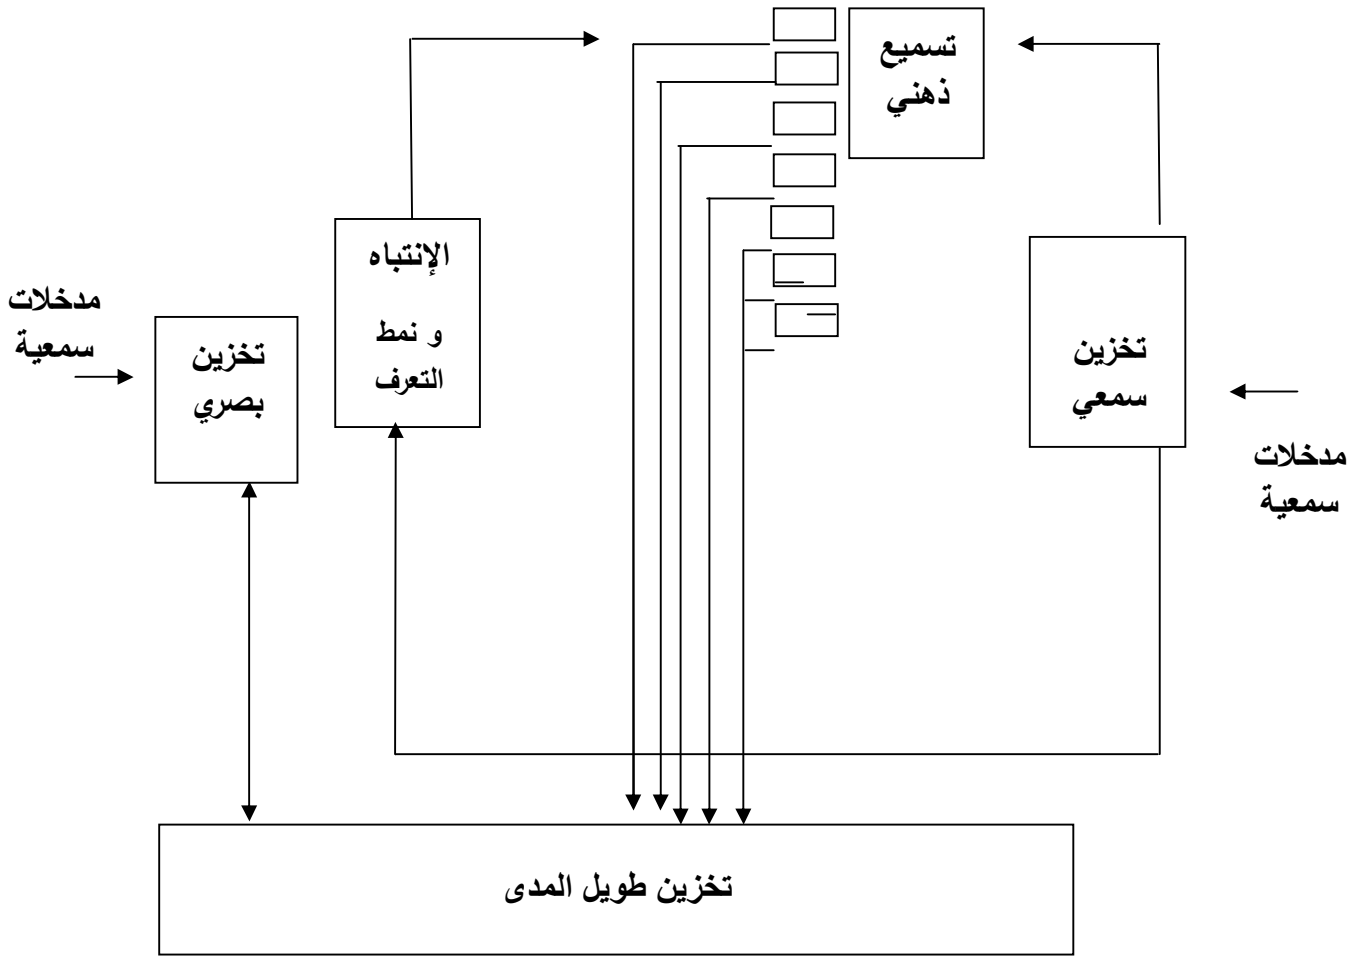 تسميع
ذهني
الإنتباه
و نمط
التعرف
مدخلات
سمعية
تخزين
بصري
تخزين
سمعي
مدخلات
سمعية
تخزين طويل المدى